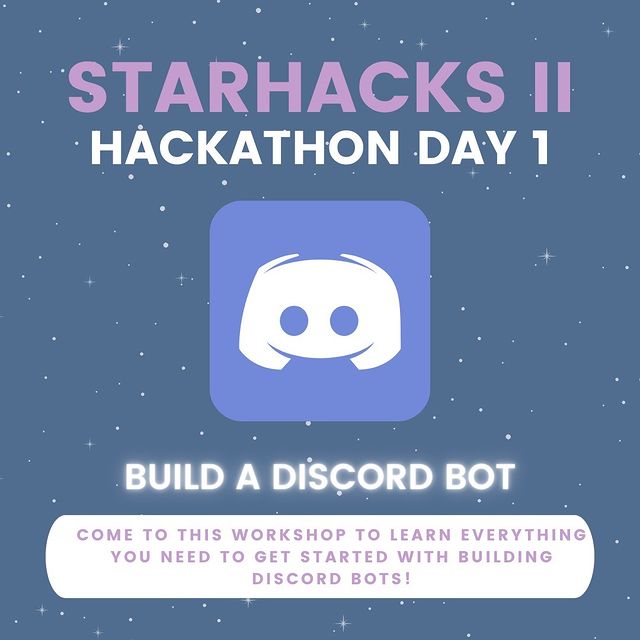 STARHACKS II
HACKATHON DAY 1
BUILD A DISCORD BOT
COME TO THIS WORKSHOP TO LEARN EVERYTHING
YOU NEED TO GET STARTED WITH BUILDING
DISCORD BOTS!